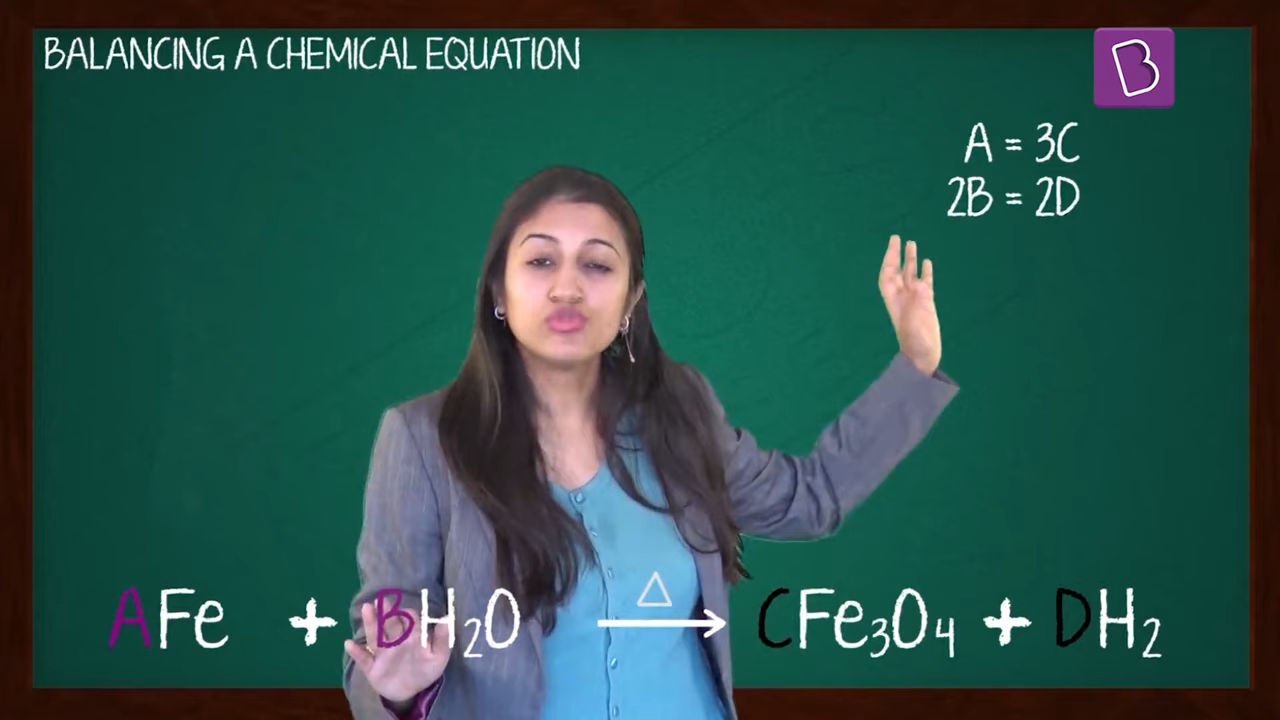 BALANCING A CHEMICAL EQUATION
B
A = 3C
2B = 2D
AFe + BH₂O △→ CFe₃O₄ + DH₂